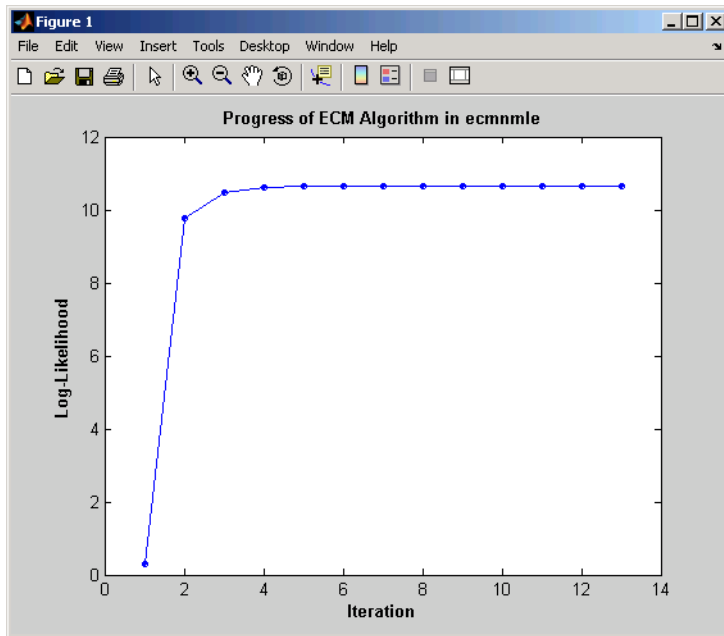 Figure 1
File Edit View Insert Tools Desktop Window Help
Progress of ECM Algorithm in ecmnmle
12
10
8
6
4
2
0
Log-Likelihood
0 2 4 6 8 10 12 14
Iteration